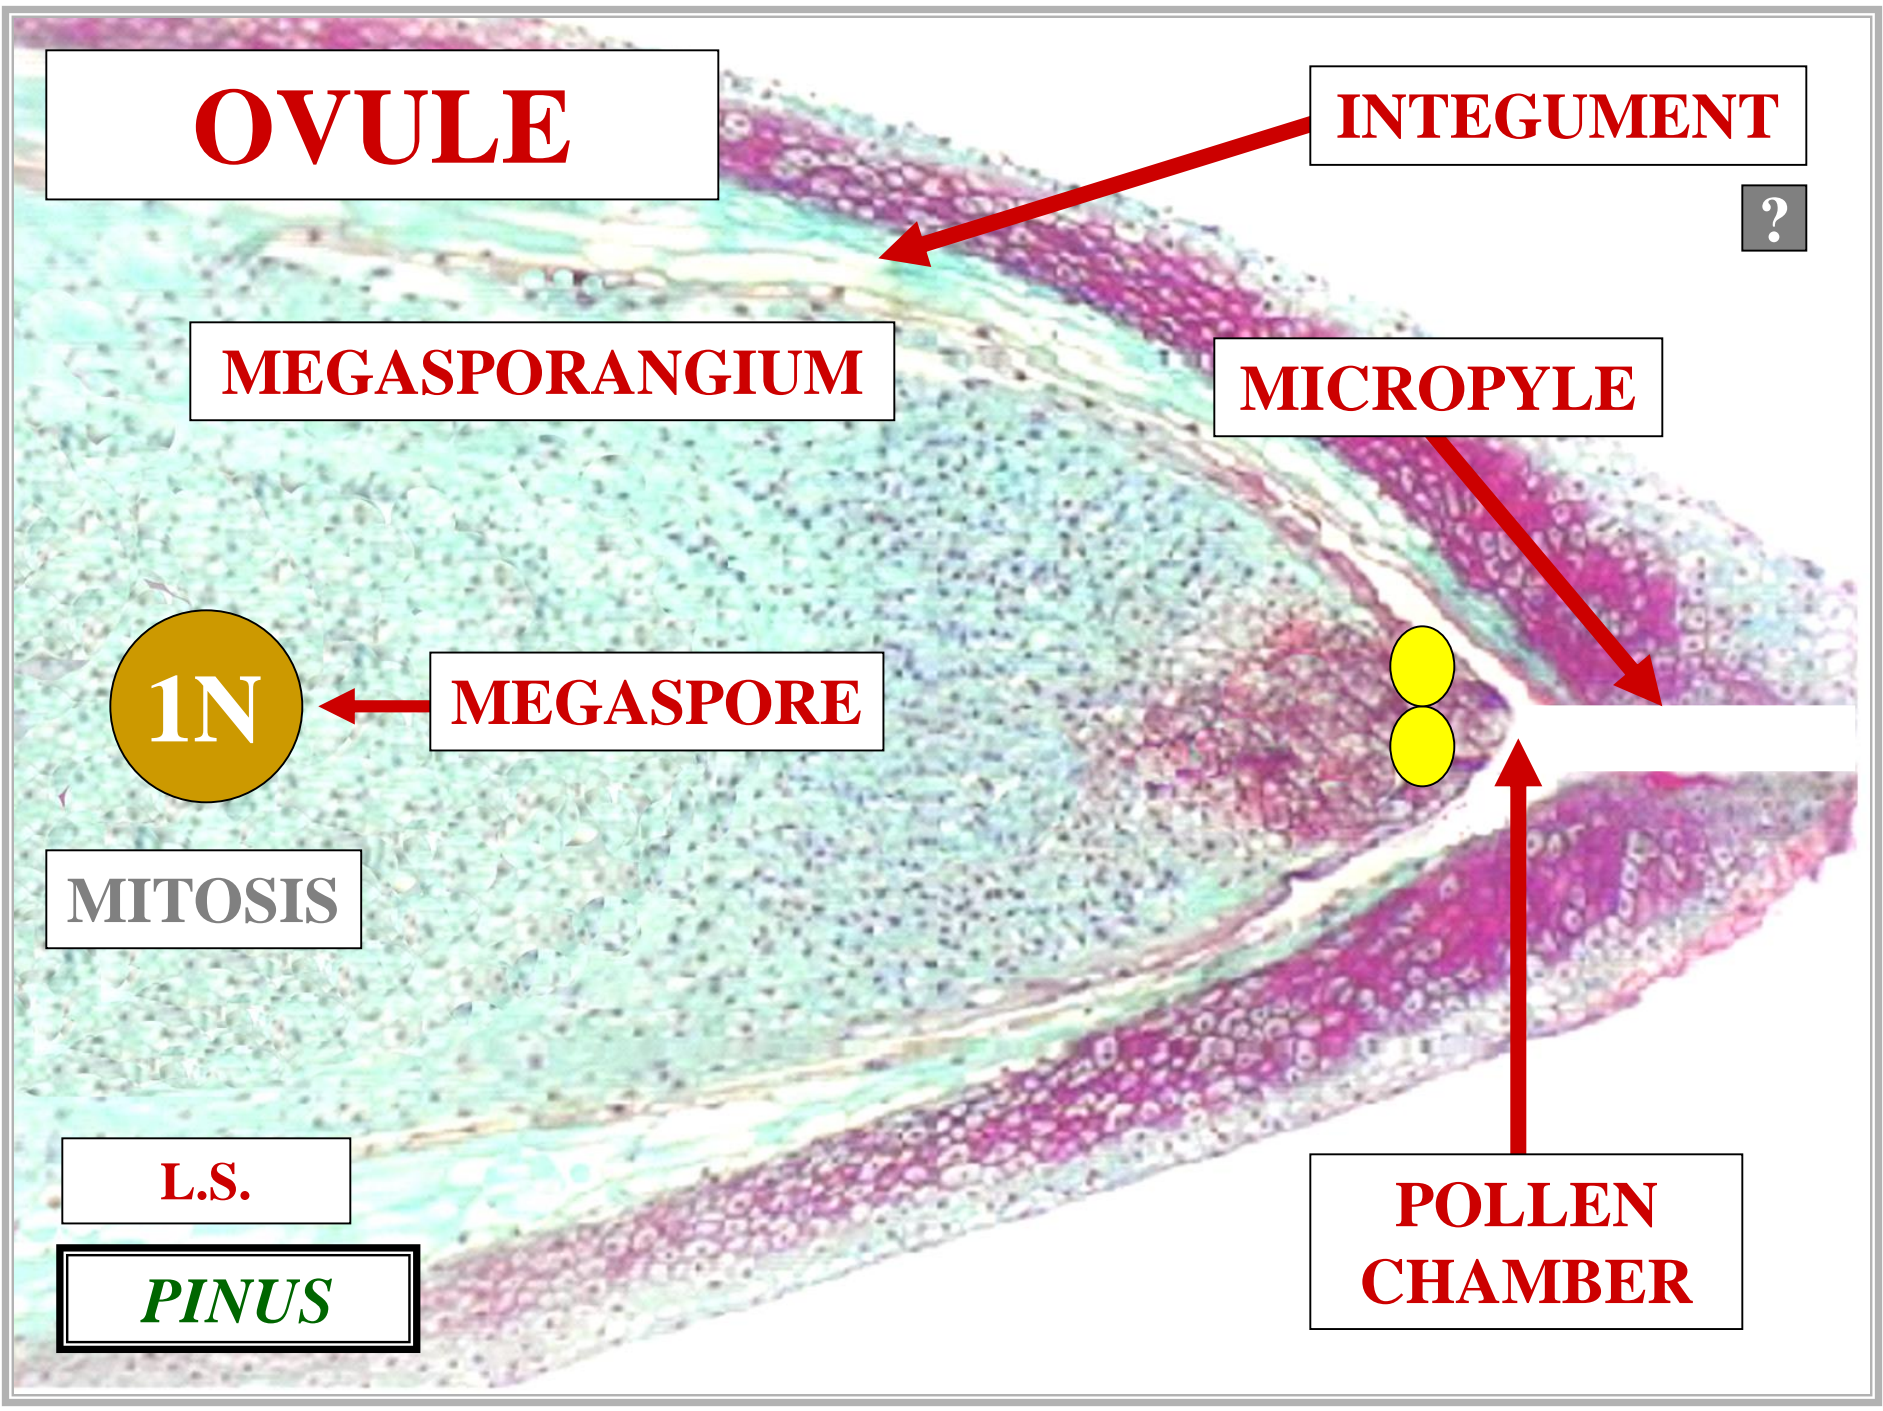 OVULE
INTEGUMENT
?
MEGASPORANGIUM
MICROPYLE
1N
MEGASPORE
MITOSIS
L.S.
POLLEN
CHAMBER
PINUS